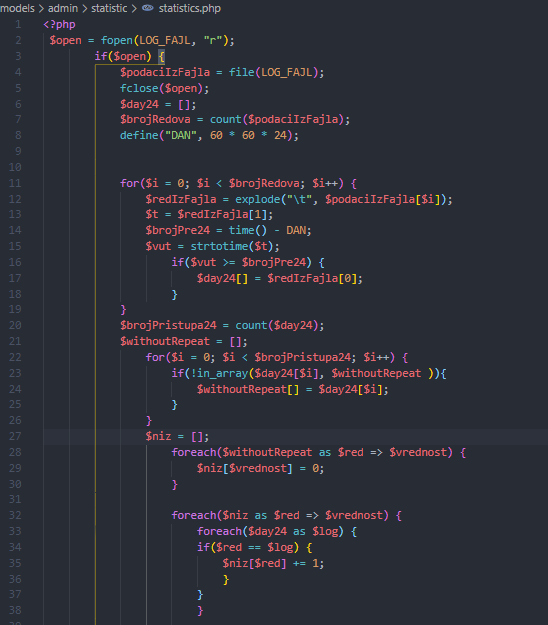 models > admin > statistic > statistics.php
1 <?php
2 $open = fopen(LOG_FAJL, "r");
3 if($open) {
4 $podaciIzFajla = file(LOG_FAJL);
5 fclose($open);
6 $day24 = [];
7 $brojRedova = count($podaciIzFajla);
8 define("DAN", 60 * 60 * 24);
9
10
11 for($i = 0; $i < $brojRedova; $i++) {
12 $redIzFajla = explode("\t", $podaciIzFajla[$i]);
13 $t = $redIzFajla[1];
14 $brojPre24 = time() - DAN;
15 $vut = strtotime($t);
16 if($vut >= $brojPre24) {
17 $day24[] = $redIzFajla[0];
18 }
19 }
20 $brojPristupa24 = count($day24);
21 $withoutRepeat = [];
22 for($i = 0; $i < $brojPristupa24; $i++) {
23 if(!in_array($day24[$i], $withoutRepeat )){
24 $withoutRepeat[] = $day24[$i];
25 }
26 }
27 $niz = [];
28 foreach($withoutRepeat as $red => $vrednost) {
29 $niz[$vrednost] = 0;
30 }
31
32 foreach($niz as $red => $vrednost) {
33 foreach($day24 as $log) {
34 if($red == $log) {
35 $niz[$red] += 1;
36 }
37 }
38 }